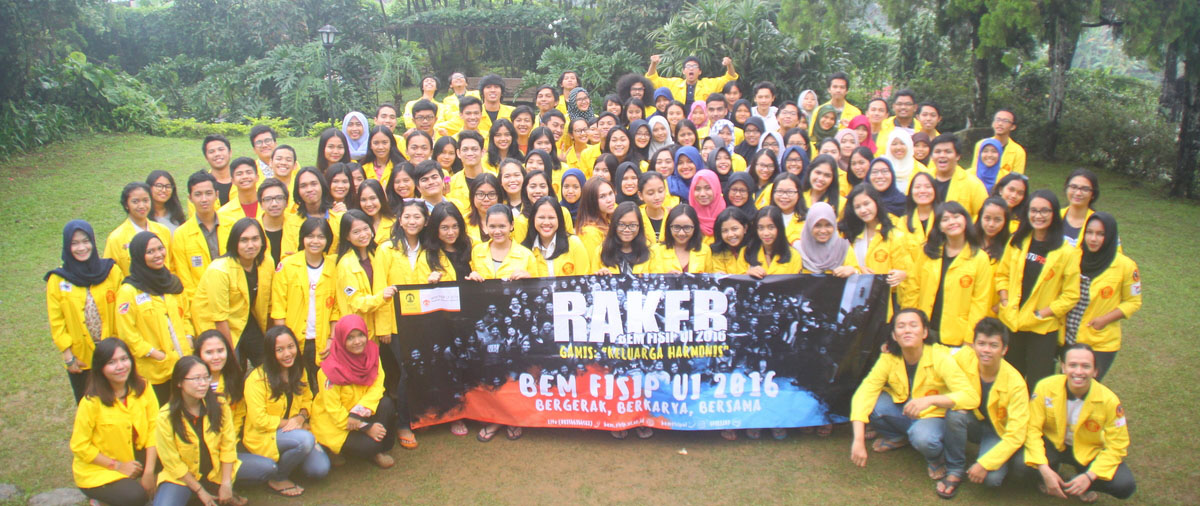 RAKER
BEM FISIP UI 2016
GAMIS: "KELUARGA HARMONIS"
BEM FISIP UI 2016
BERGERAK, BERKARYA, BERSAMA